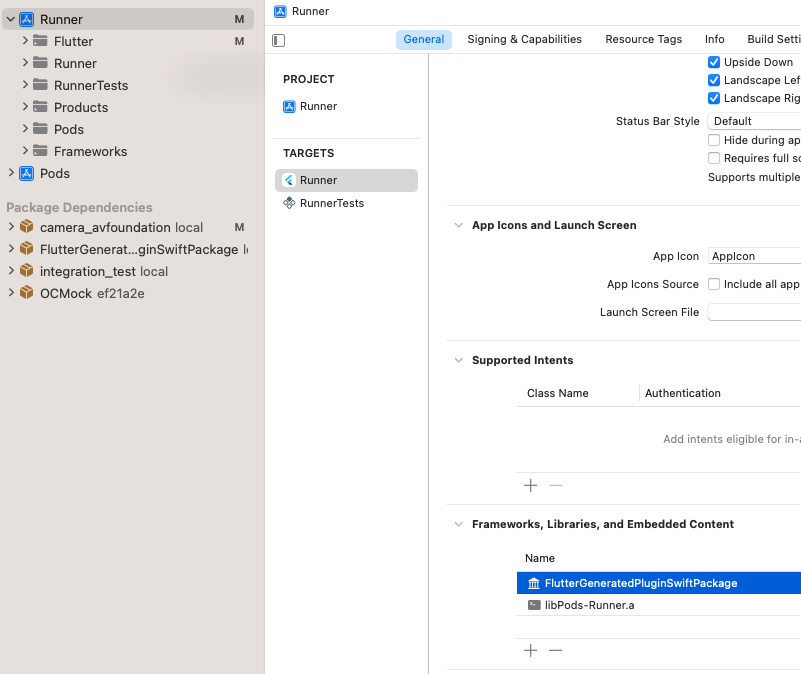 Runner M
Flutter M
Runner
RunnerTests
Products
Pods
Frameworks
Pods
Package Dependencies
camera_avfoundation local M
FlutterGenerat...ginSwiftPackage l
integration_test local
OCMock ef21a2e
Runner
General Signing & Capabilities Resource Tags Info Build Setti
PROJECT
Runner
TARGETS
Runner
RunnerTests
Upside Down
Landscape Lef
Landscape Rig
Status Bar Style Default
Hide during ap
Requires full sc
Supports multiple
App Icons and Launch Screen
App Icon AppIcon
App Icons Source Include all app
Launch Screen File
Supported Intents
Class Name Authentication
Add intents eligible for in-a
Frameworks, Libraries, and Embedded Content
Name
FlutterGeneratedPluginSwiftPackage
libPods-Runner.a